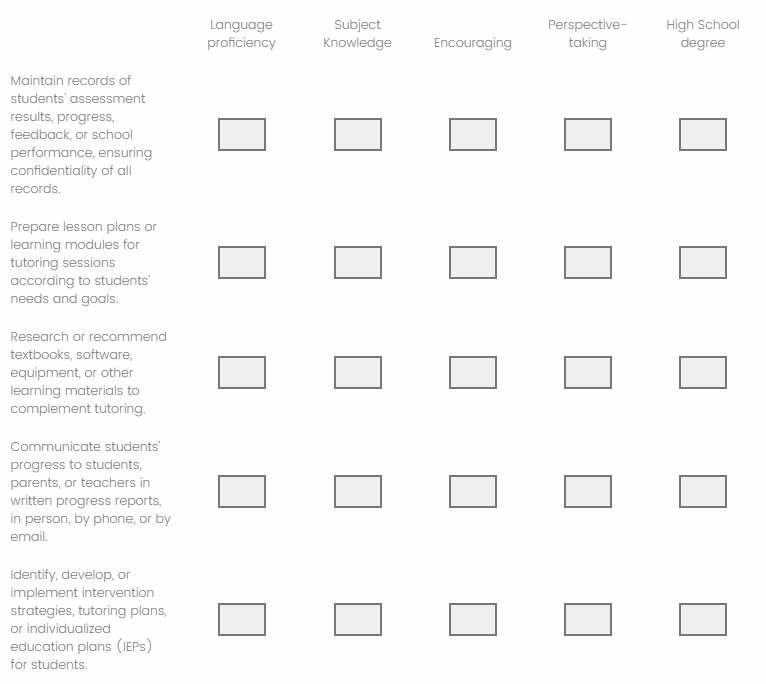 Language proficiency
Subject Knowledge
Encouraging
Perspective-taking
High School degree
Maintain records of
students' assessment
results, progress,
feedback, or school
performance, ensuring
confidentiality of all
records.
Prepare lesson plans or
learning modules for
tutoring sessions
according to students'
needs and goals.
Research or recommend
textbooks, software,
equipment, or other
learning materials to
complement tutoring.
Communicate students'
progress to students,
parents, or teachers in
written progress reports,
in person, by phone, or by
email.
Identify, develop, or
implement intervention
strategies, tutoring plans,
or individualized
education plans (IEPs)
for students.